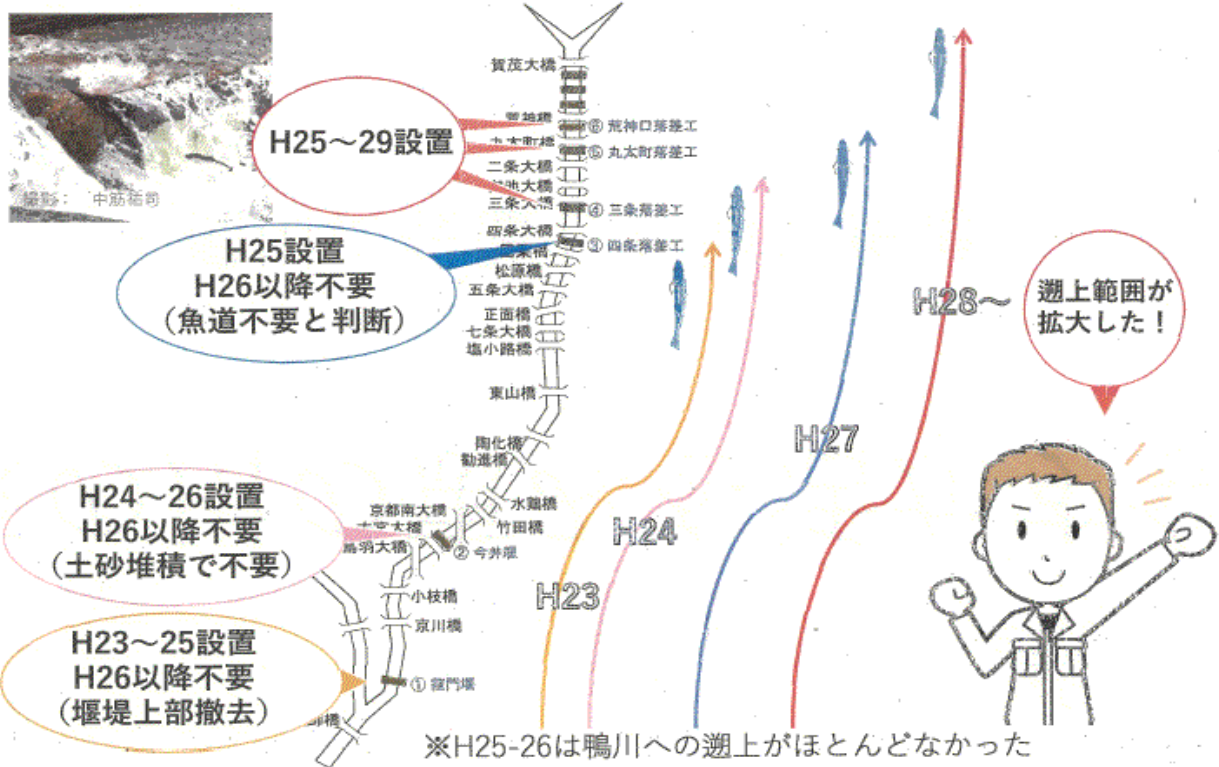 中筋祐司
H25～29設置
H25設置
H26以降不要
（魚道不要と判断）
H24～26設置
H26以降不要
（土砂堆積で不要）
H23～25設置
H26以降不要
（堰堤上部撤去）
賀茂大橋
荒神橋
丸太町橋
二条大橋
三条大橋
四条大橋
松原橋
五条大橋
正面橋
七条大橋
塩小路橋
東山橋
陶化橋
勧進橋
水鶏橋
竹田橋
京都南大橋
鳥羽大橋
小枝橋
京川橋
⑥ 荒神口落差工
⑤ 丸太町落差工
④ 三条落差工
③ 四条落差工
② 今井堰
① 龍門堰
H23
H24
H27
H28～
遡上範囲が
拡大した！
※H25-26は鴨川への遡上がほとんどなかった